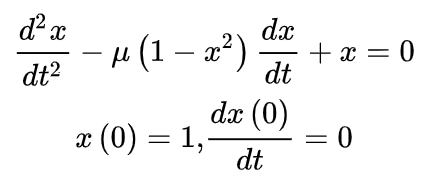 d²x/dt² − μ (1 − x²) dx/dt + x = 0
x (0) = 1, dx (0)/dt = 0